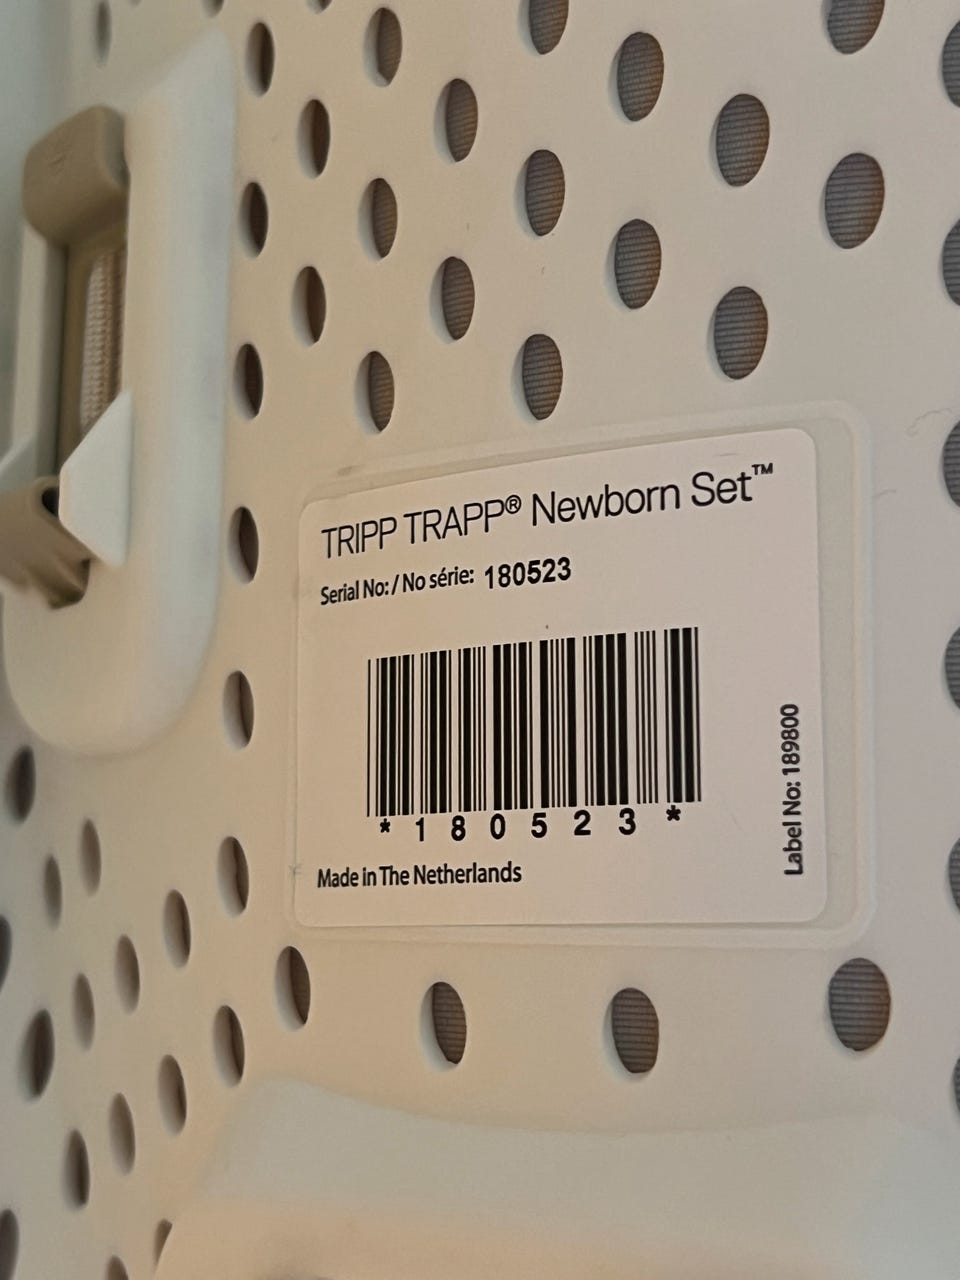 TRIPP TRAPP® Newborn Set™
Serial No: / No série: 180523
*180523*
Made in The Netherlands
Label No: 189800